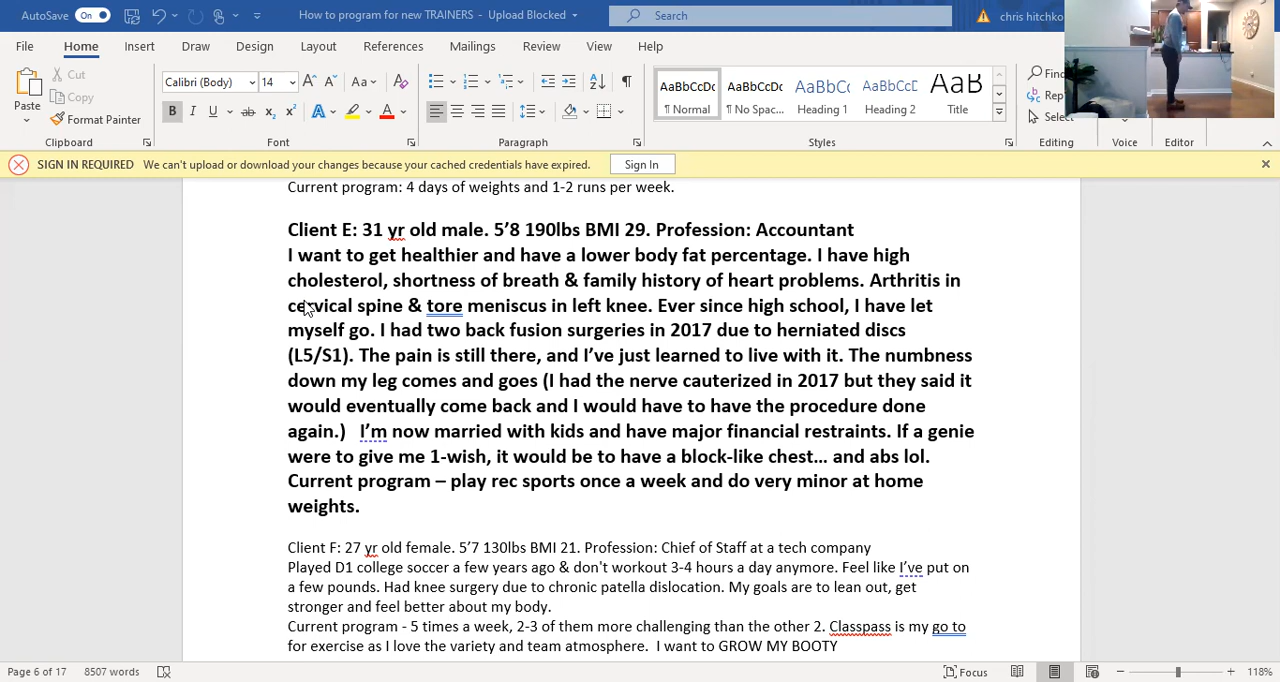 AutoSave On How to program for new TRAINERS - Upload Blocked Search chris hitchko
File Home Insert Draw Design Layout References Mailings Review View Help
Paste Cut Copy Format Painter
Calibri (Body) 14 Aa
AaBbCcDc AaBbCcDc AaBbCc AaBbCcD AaB
Normal No Spac... Heading 1 Heading 2 Title
Find
Rep
Select
Clipboard Font Paragraph Styles Editing Voice Editor
SIGN IN REQUIRED We can't upload or download your changes because your cached credentials have expired. Sign In
Current program: 4 days of weights and 1-2 runs per week.
Client E: 31 yr old male. 5’8 190lbs BMI 29. Profession: Accountant
I want to get healthier and have a lower body fat percentage. I have high
cholesterol, shortness of breath & family history of heart problems. Arthritis in
cervical spine & tore meniscus in left knee. Ever since high school, I have let
myself go. I had two back fusion surgeries in 2017 due to herniated discs
(L5/S1). The pain is still there, and I’ve just learned to live with it. The numbness
down my leg comes and goes (I had the nerve cauterized in 2017 but they said it
would eventually come back and I would have to have the procedure done
again.) I’m now married with kids and have major financial restraints. If a genie
were to give me 1-wish, it would be to have a block-like chest… and abs lol.
Current program – play rec sports once a week and do very minor at home
weights.
Client F: 27 yr old female. 5’7 130lbs BMI 21. Profession: Chief of Staff at a tech company
Played D1 college soccer a few years ago & don't workout 3-4 hours a day anymore. Feel like I’ve put on
a few pounds. Had knee surgery due to chronic patella dislocation. My goals are to lean out, get
stronger and feel better about my body.
Current program - 5 times a week, 2-3 of them more challenging than the other 2. Classpass is my go to
for exercise as I love the variety and team atmosphere. I want to GROW MY BOOTY
Page 6 of 17 8507 words Focus 118%